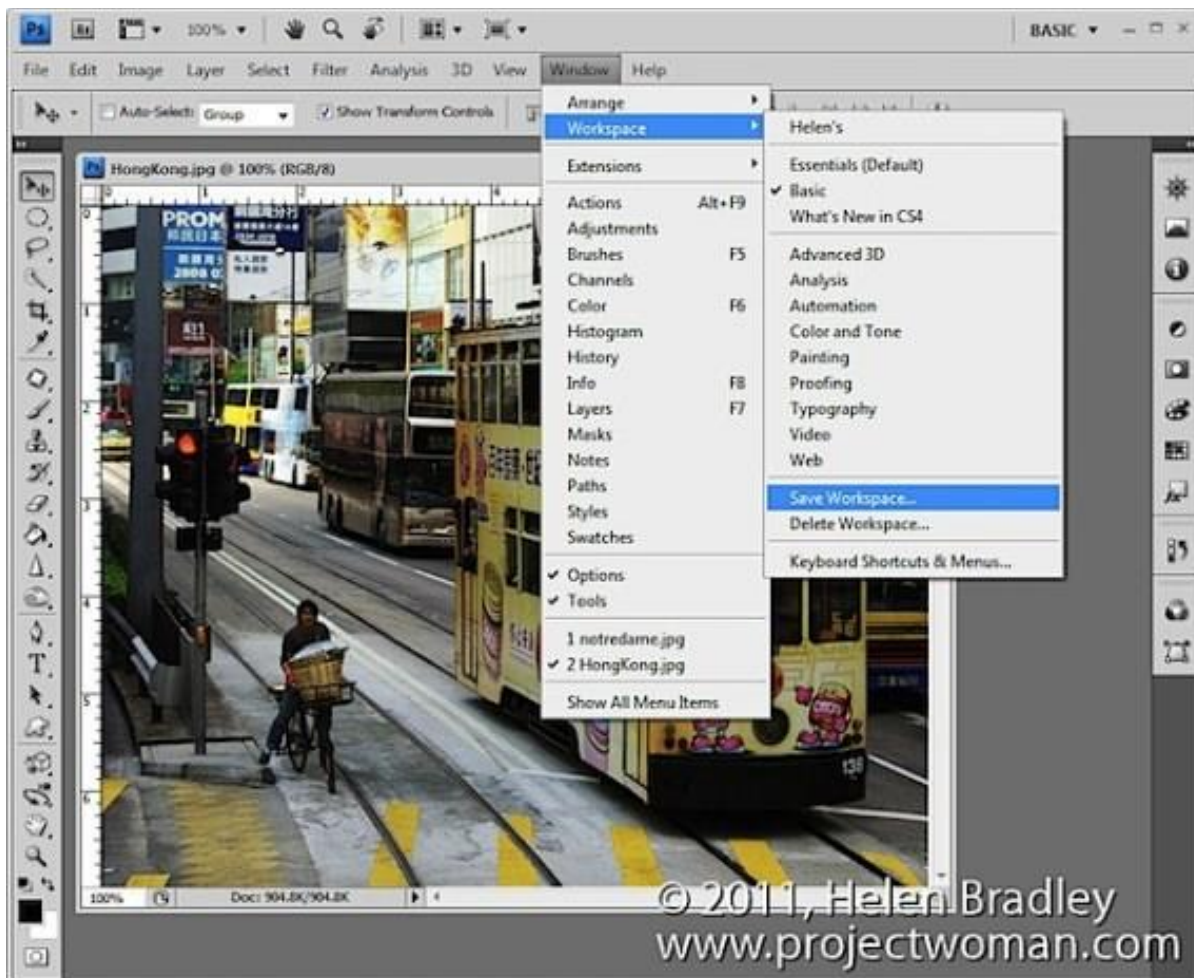 Ps Br 100% BASIC
File Edit Image Layer Select Filter Analysis 3D View Window Help
Auto-Select: Group Show Transform Controls
HongKong.jpg @ 100% (RGB/8)
Arrange
Workspace
Extensions
Actions Alt+F9
Adjustments
Brushes F5
Channels
Color F6
Histogram
History
Info F8
Layers F7
Masks
Notes
Paths
Styles
Swatches
Options
Tools
1 notredame.jpg
2 HongKong.jpg
Show All Menu Items
Helen's
Essentials (Default)
Basic
What's New in CS4
Advanced 3D
Analysis
Automation
Color and Tone
Painting
Proofing
Typography
Video
Web
Save Workspace...
Delete Workspace...
Keyboard Shortcuts & Menus...
PROM
138
100% Doc: 904.8K/904.8K
© 2011, Helen Bradley
www.projectwoman.com